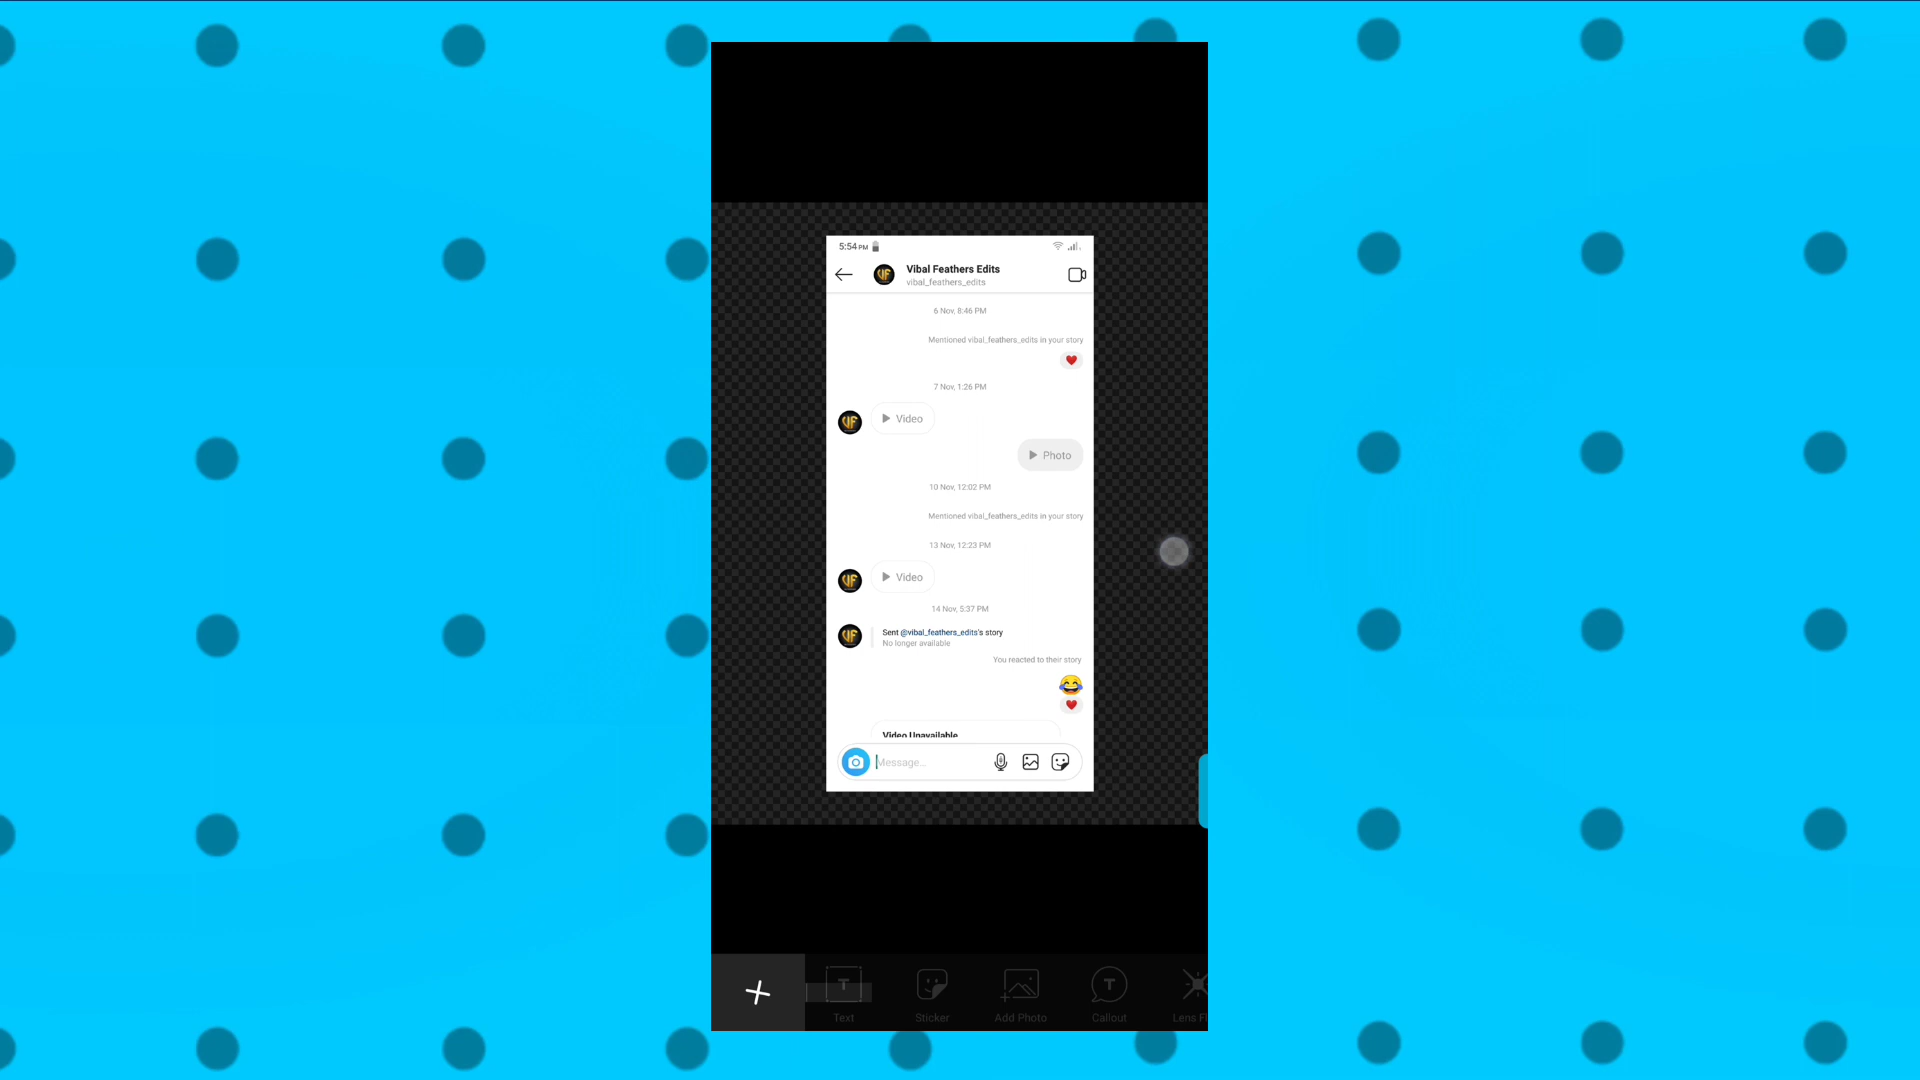 5:54 PM
Vibal Feathers Edits
vibal_feathers_edits
6 Nov, 8:46 PM
Mentioned vibal_feathers_edits in your story
7 Nov, 1:26 PM
Video
Photo
10 Nov, 12:02 PM
Mentioned vibal_feathers_edits in your story
13 Nov, 12:23 PM
Video
14 Nov, 5:37 PM
Sent @vibal_feathers_edits's story
No longer available
You reacted to their story
Video Unavailable
Message...
Text Sticker Add Photo Callout Lens Fl